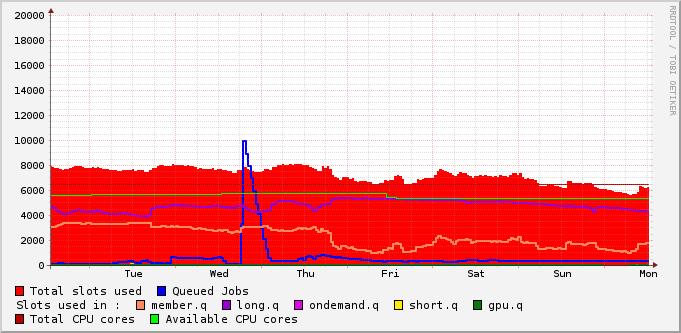 20000
18000
16000
14000
12000
10000
8000
6000
4000
2000
0
Tue Wed Thu Fri Sat Sun Mon
RRDTOOL / TOBI OETIKER
Total slots used Queued Jobs
Slots used in : member.q long.q ondemand.q short.q gpu.q
Total CPU cores Available CPU cores